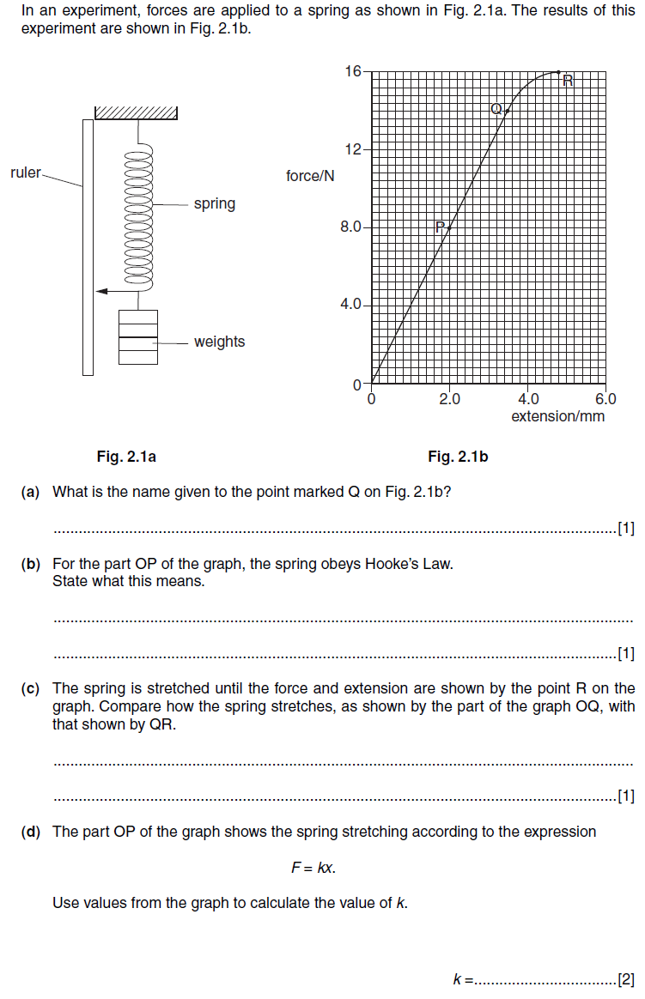 In an experiment, forces are applied to a spring as shown in Fig. 2.1a. The results of this
experiment are shown in Fig. 2.1b.
ruler
spring
weights
Fig. 2.1a
force/N
16
12
8.0
4.0
0
R
Q
P
0 2.0 4.0 6.0
extension/mm
Fig. 2.1b
(a) What is the name given to the point marked Q on Fig. 2.1b?
..........................................................................................................................................[1]
(b) For the part OP of the graph, the spring obeys Hooke's Law.
State what this means.
..............................................................................................................................................
..........................................................................................................................................[1]
(c) The spring is stretched until the force and extension are shown by the point R on the
graph. Compare how the spring stretches, as shown by the part of the graph OQ, with
that shown by QR.
..............................................................................................................................................
..........................................................................................................................................[1]
(d) The part OP of the graph shows the spring stretching according to the expression
F = kx.
Use values from the graph to calculate the value of k.
k =..................................[2]